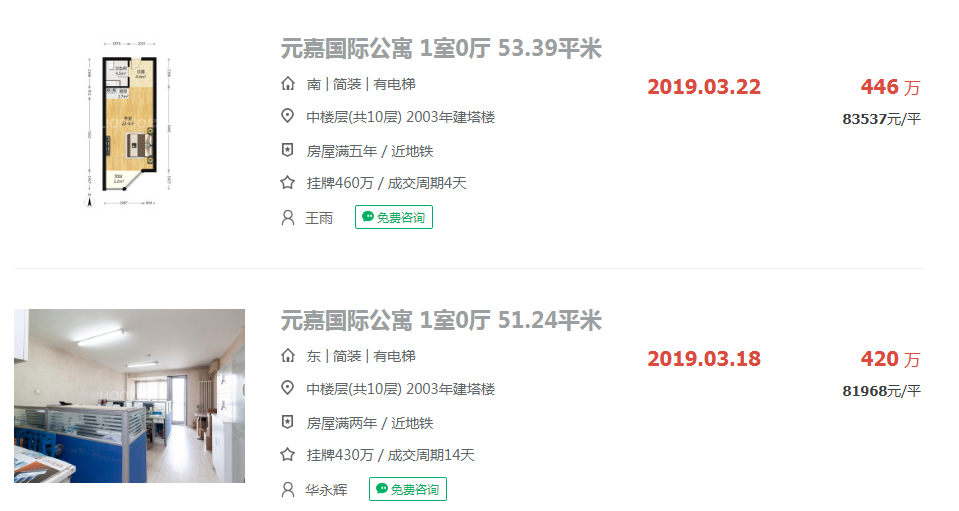 元嘉国际公寓 1室0厅 53.39平米
南 | 简装 | 有电梯
2019.03.22
446 万
中楼层(共10层) 2003年建塔楼
83537元/平
房屋满五年 / 近地铁
挂牌460万 / 成交周期4天
王雨
免费咨询
元嘉国际公寓 1室0厅 51.24平米
东 | 简装 | 有电梯
2019.03.18
420 万
中楼层(共10层) 2003年建塔楼
81968元/平
房屋满两年 / 近地铁
挂牌430万 / 成交周期14天
华永辉
免费咨询